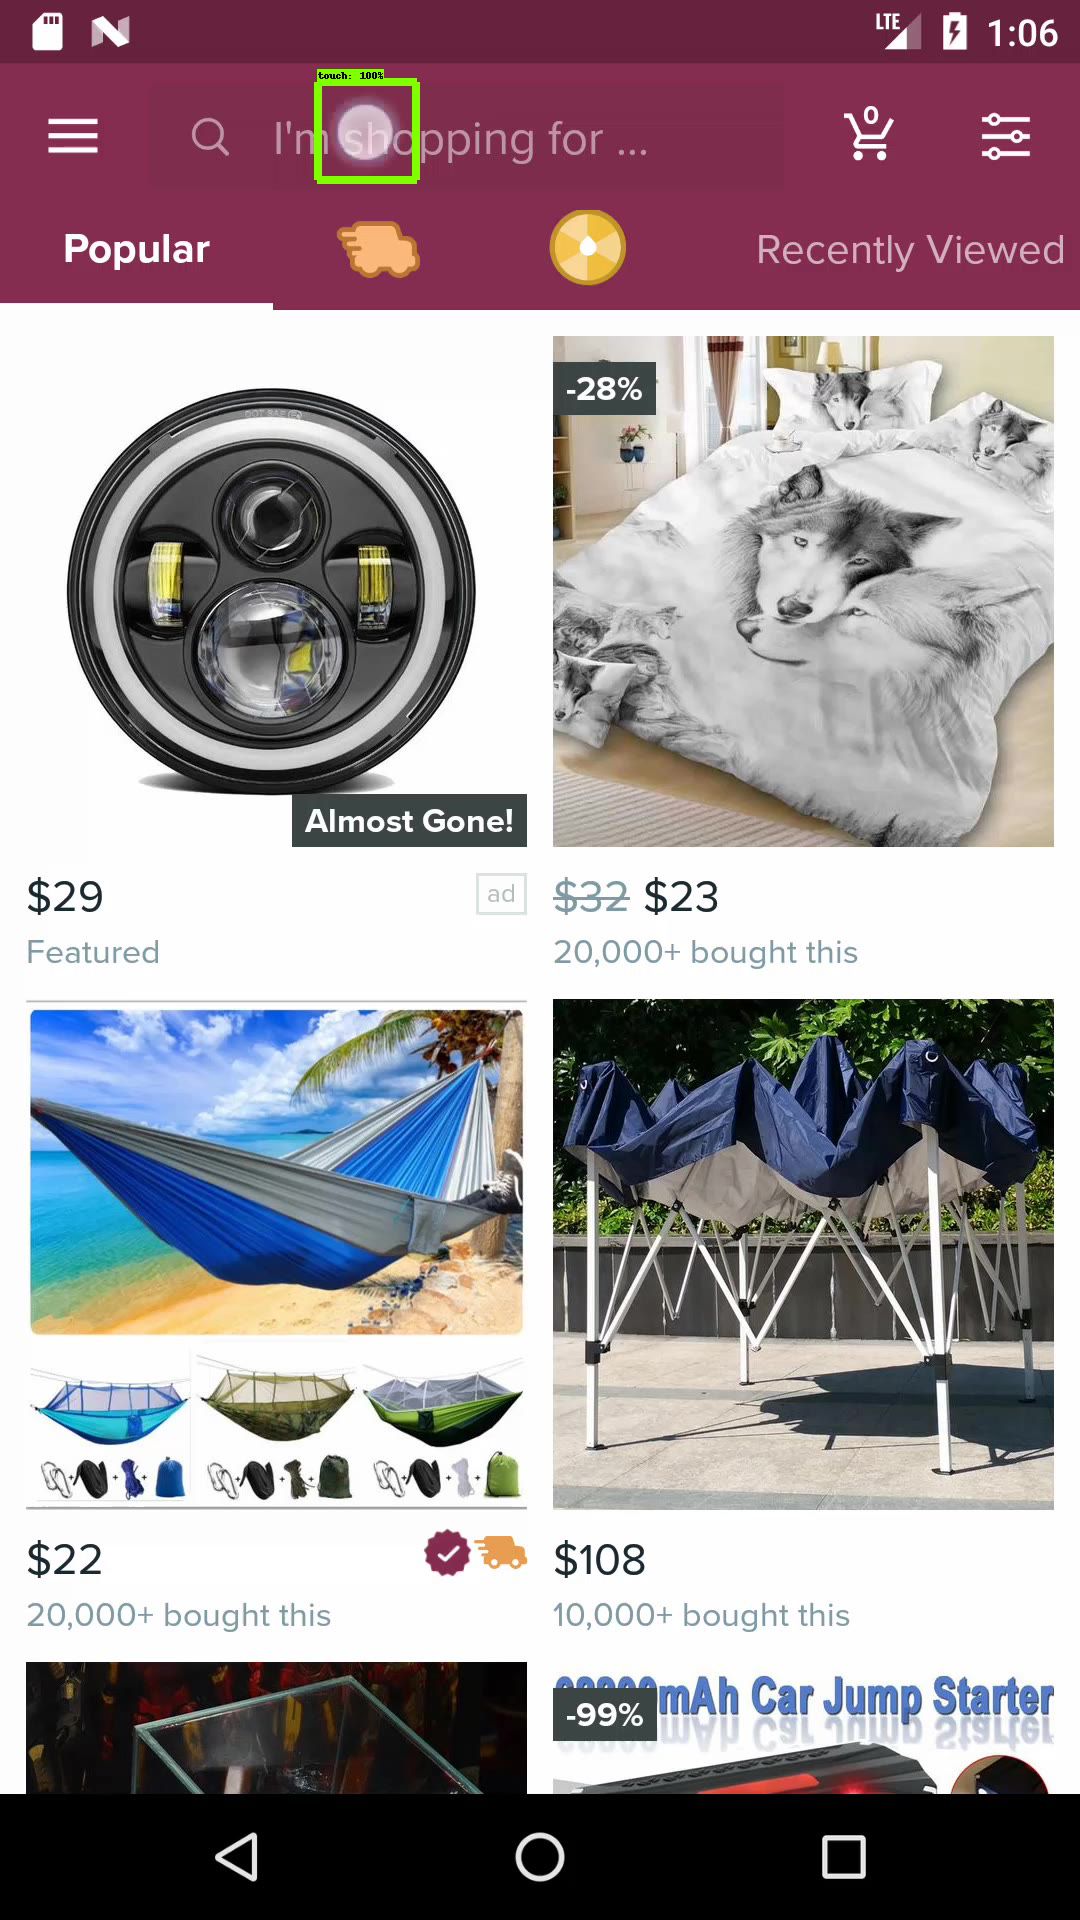 LTE 1:06
touch: 100%
I'm shopping for ...
0
Popular
Recently Viewed
DOT SAE
-28%
Almost Gone!
$29
ad
$32 $23
Featured
20,000+ bought this
$22
$108
20,000+ bought this
10,000+ bought this
mAh Car Jump Starter
-99%